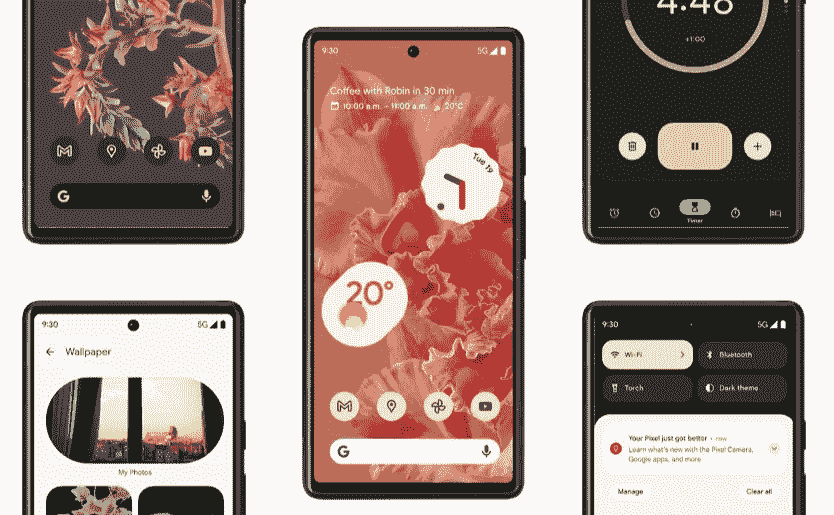 4:48
+1:00
Timer
9:30
5G
Coffee with Robin in 30 min
10:00 a.m. - 11:00 a.m. 20°C
Tue 19
20°
G
9:30
5G
Wallpaper
My Photos
9:30
5G
Wi-Fi
Bluetooth
Torch
Dark theme
Your Pixel just got better • now
Learn what's new with the Pixel Camera,
Google apps, and more
Manage
Clear all